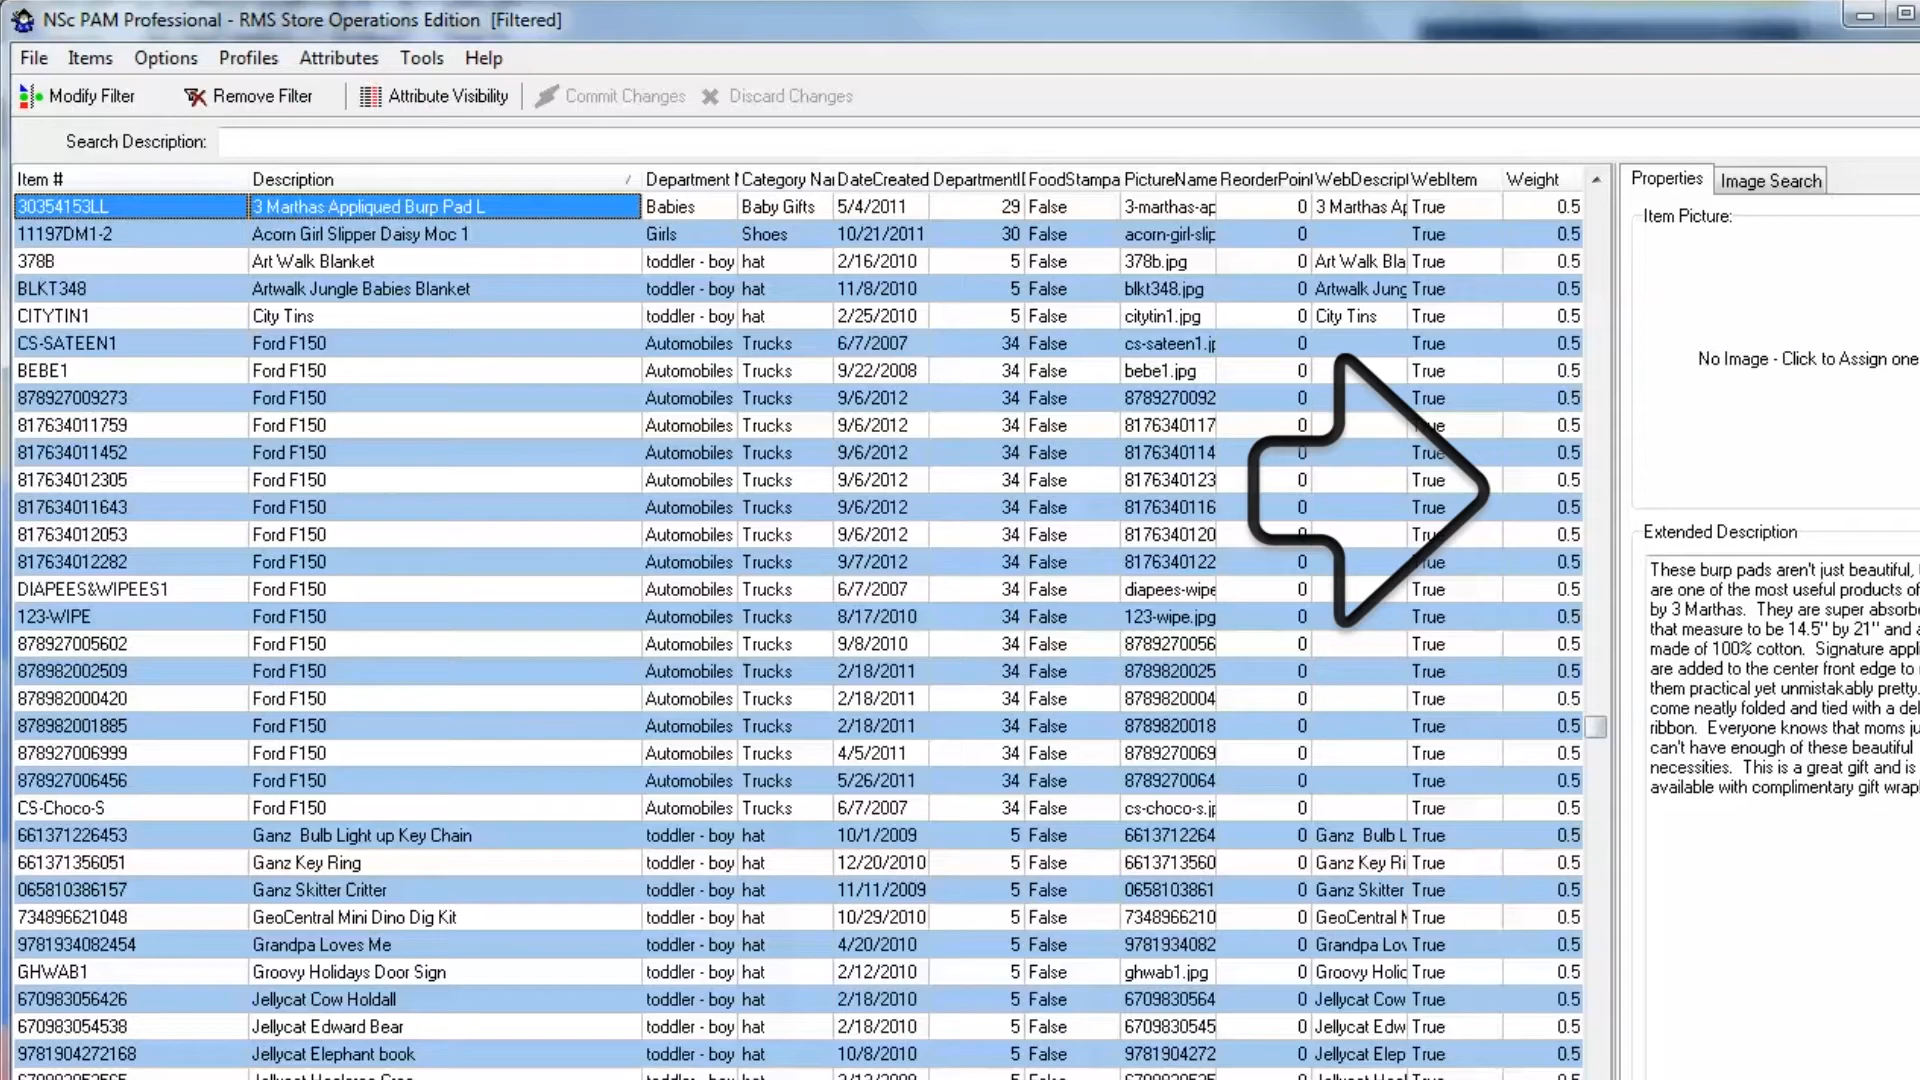 NSc PAM Professional - RMS Store Operations Edition [Filtered]
File Items Options Profiles Attributes Tools Help
Modify Filter Remove Filter Attribute Visibility Commit Changes Discard Changes
Search Description:
Item # Description / Department N Category Nai DateCreated DepartmentI FoodStampa PictureName ReorderPoint WebDescript WebItem Weight
30354153LL 3 Marthas Appliqued Burp Pad L Babies Baby Gifts 5/4/2011 29 False 3-marthas-ap 0 3 Marthas Ap True 0.5
11197DM1-2 Acorn Girl Slipper Daisy Moc 1 Girls Shoes 10/21/2011 30 False acorn-girl-slip 0 True 0.5
378B Art Walk Blanket toddler - boy hat 2/16/2010 5 False 378b.jpg 0 Art Walk Bla True 0.5
BLKT348 Artwalk Jungle Babies Blanket toddler - boy hat 11/8/2010 5 False blkt348.jpg 0 Artwalk Jung True 0.5
CITYTIN1 City Tins toddler - boy hat 2/25/2010 5 False citytin1.jpg 0 City Tins True 0.5
CS-SATEEN1 Ford F150 Automobiles Trucks 6/7/2007 34 False cs-sateen1.j 0 True 0.5
BEBE1 Ford F150 Automobiles Trucks 9/22/2008 34 False bebe1.jpg 0 True 0.5
878927009273 Ford F150 Automobiles Trucks 9/6/2012 34 False 8789270092 0 True 0.5
817634011759 Ford F150 Automobiles Trucks 9/6/2012 34 False 8176340117 0 True 0.5
817634011452 Ford F150 Automobiles Trucks 9/6/2012 34 False 8176340114 0 True 0.5
817634012305 Ford F150 Automobiles Trucks 9/6/2012 34 False 8176340123 0 True 0.5
817634011643 Ford F150 Automobiles Trucks 9/6/2012 34 False 8176340116 0 True 0.5
817634012053 Ford F150 Automobiles Trucks 9/6/2012 34 False 8176340120 0 True 0.5
817634012282 Ford F150 Automobiles Trucks 9/7/2012 34 False 8176340122 0 True 0.5
DIAPEES&WIPEES1 Ford F150 Automobiles Trucks 6/7/2007 34 False diapees-wipe 0 True 0.5
123-WIPE Ford F150 Automobiles Trucks 8/17/2010 34 False 123-wipe.jpg 0 True 0.5
878927005602 Ford F150 Automobiles Trucks 9/8/2010 34 False 8789270056 0 True 0.5
878982002509 Ford F150 Automobiles Trucks 2/18/2011 34 False 8789820025 0 True 0.5
878982000420 Ford F150 Automobiles Trucks 2/18/2011 34 False 8789820004 0 True 0.5
878982001885 Ford F150 Automobiles Trucks 2/18/2011 34 False 8789820018 0 True 0.5
878927006999 Ford F150 Automobiles Trucks 4/5/2011 34 False 8789270069 0 True 0.5
878927006456 Ford F150 Automobiles Trucks 5/26/2011 34 False 8789270064 0 True 0.5
CS-Choco-S Ford F150 Automobiles Trucks 6/7/2007 34 False cs-choco-s.j 0 True 0.5
661371226453 Ganz Bulb Light up Key Chain toddler - boy hat 10/1/2009 5 False 6613712264 0 Ganz Bulb L True 0.5
661371356051 Ganz Key Ring toddler - boy hat 12/20/2010 5 False 6613713560 0 Ganz Key Ri True 0.5
065810386157 Ganz Skitter Critter toddler - boy hat 11/11/2009 5 False 0658103861 0 Ganz Skitter True 0.5
734896621048 GeoCentral Mini Dino Dig Kit toddler - boy hat 10/29/2010 5 False 7348966210 0 GeoCentral M True 0.5
9781934082454 Grandpa Loves Me toddler - boy hat 4/20/2010 5 False 9781934082 0 Grandpa Lov True 0.5
GHWAB1 Groovy Holidays Door Sign toddler - boy hat 2/12/2010 5 False ghwab1.jpg 0 Groovy Holic True 0.5
670983056426 Jellycat Cow Holdall toddler - boy hat 2/18/2010 5 False 6709830564 0 Jellycat Cow True 0.5
670983054538 Jellycat Edward Bear toddler - boy hat 2/18/2010 5 False 6709830545 0 Jellycat Edw True 0.5
9781904272168 Jellycat Elephant book toddler - boy hat 10/8/2010 5 False 9781904272 0 Jellycat Elep True 0.5
Properties Image Search
Item Picture:
No Image - Click to Assign one
Extended Description
These burp pads aren't just beautiful,
are one of the most useful products of
by 3 Marthas. They are super absorbe
that measure to be 14.5" by 21" and a
made of 100% cotton. Signature appli
are added to the center front edge to
them practical yet unmistakably pretty.
come neatly folded and tied with a del
ribbon. Everyone knows that moms ju
can't have enough of these beautiful
necessities. This is a great gift and is
available with complimentary gift wrap